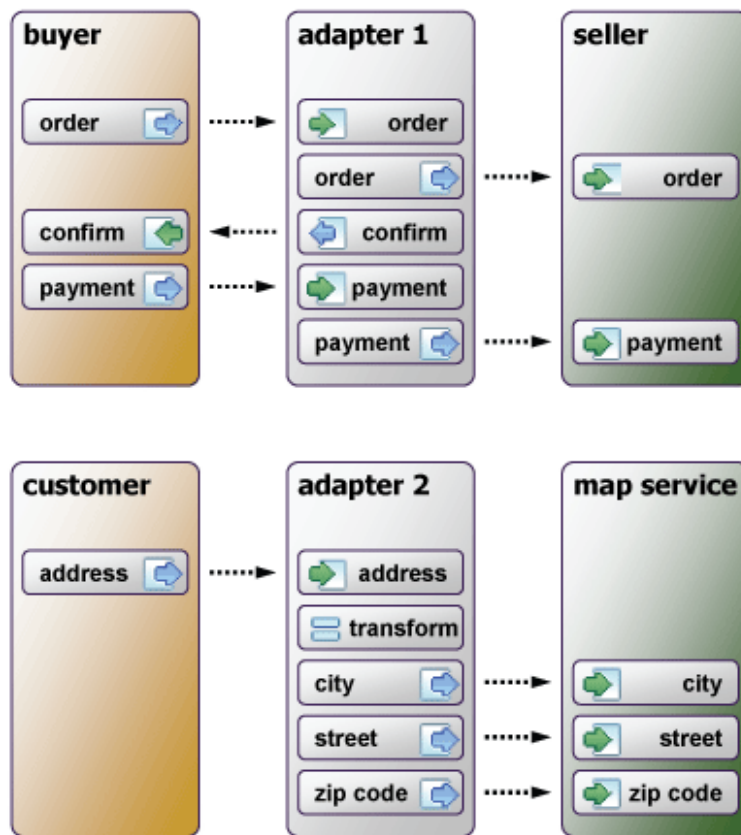 buyer
adapter 1
seller
order
order
order
order
confirm
confirm
payment
payment
payment
payment
customer
adapter 2
map service
address
address
transform
city
city
street
street
zip code
zip code